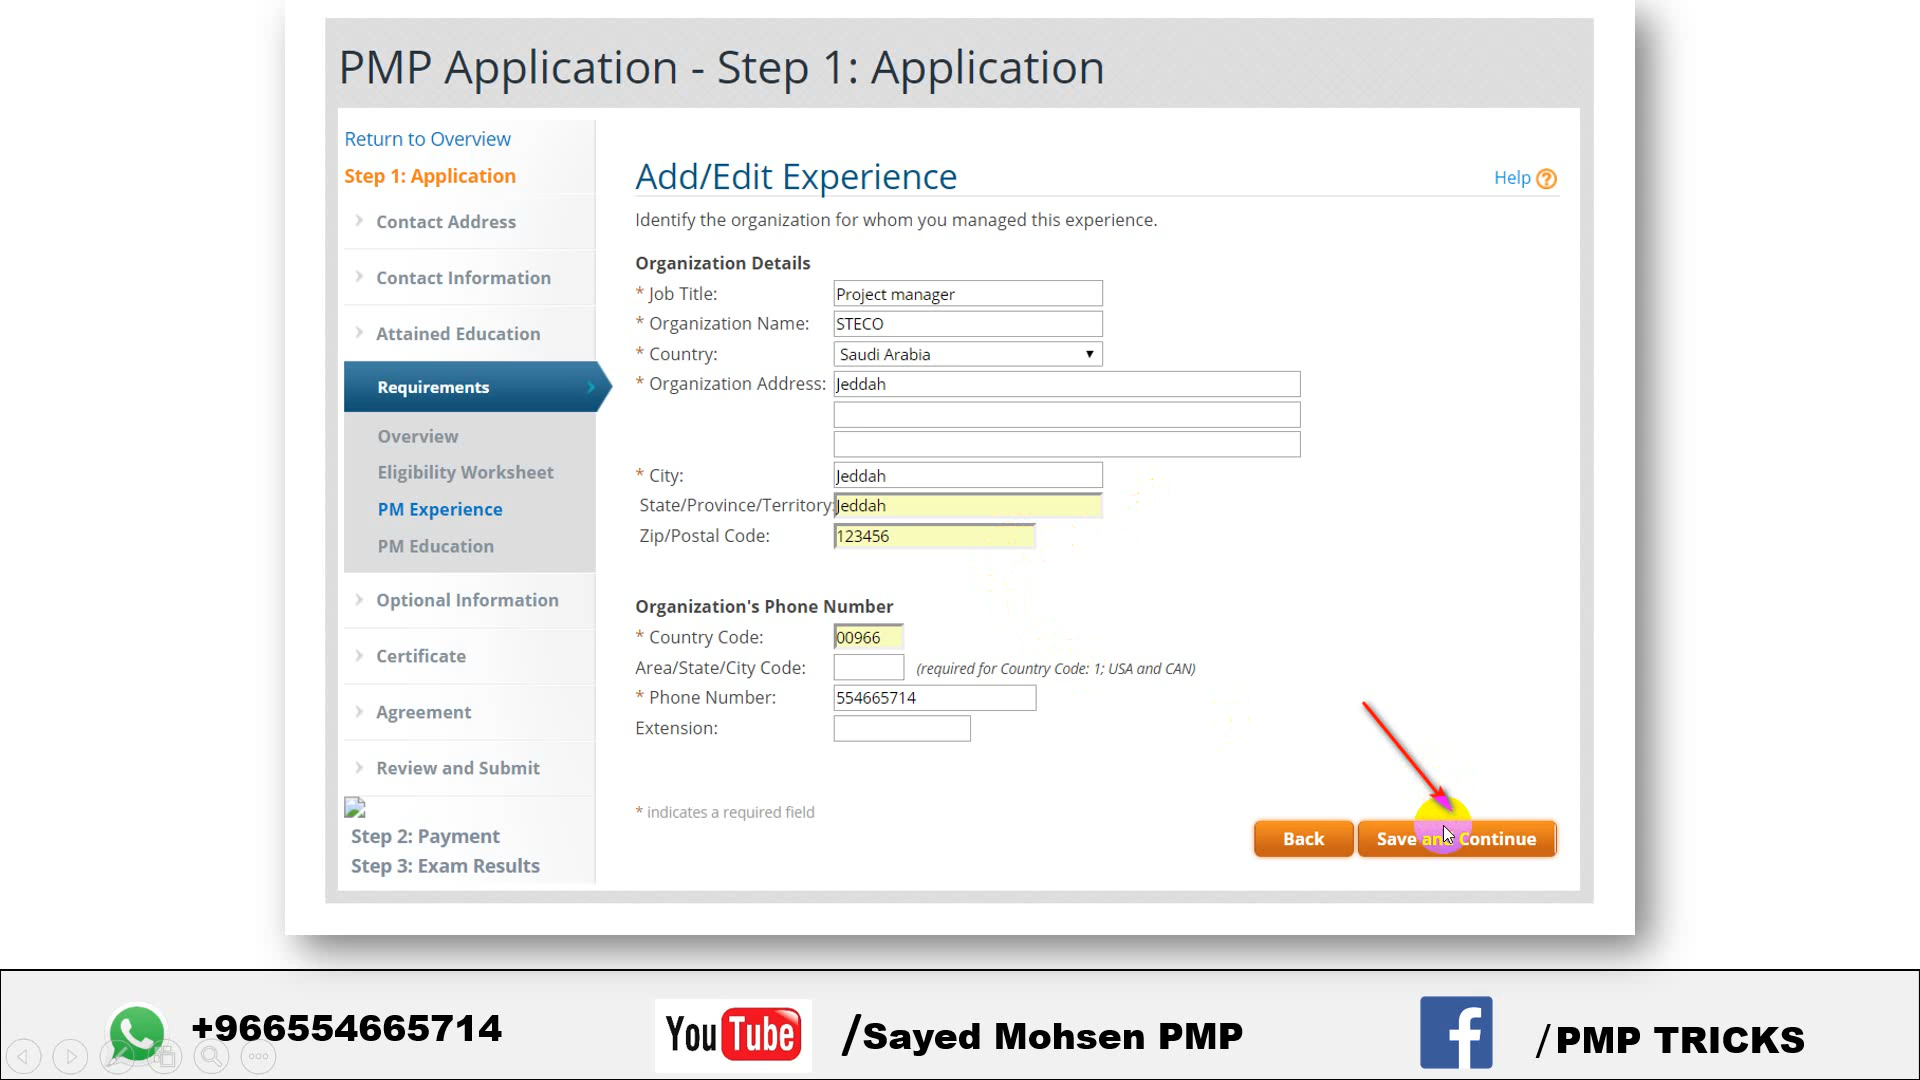 PMP Application - Step 1: Application
Return to Overview
Step 1: Application
Contact Address
Contact Information
Attained Education
Requirements
Overview
Eligibility Worksheet
PM Experience
PM Education
Optional Information
Certificate
Agreement
Review and Submit
Step 2: Payment
Step 3: Exam Results
Add/Edit Experience
Help ?
Identify the organization for whom you managed this experience.
Organization Details
* Job Title: Project manager
* Organization Name: STECO
* Country: Saudi Arabia
* Organization Address: Jeddah
* City: Jeddah
State/Province/Territory: Jeddah
Zip/Postal Code: 123456
Organization's Phone Number
* Country Code: 00966
Area/State/City Code: (required for Country Code: 1; USA and CAN)
* Phone Number: 554665714
Extension:
* indicates a required field
Back
Save and Continue
+966554665714
YouTube /Sayed Mohsen PMP
f /PMP TRICKS